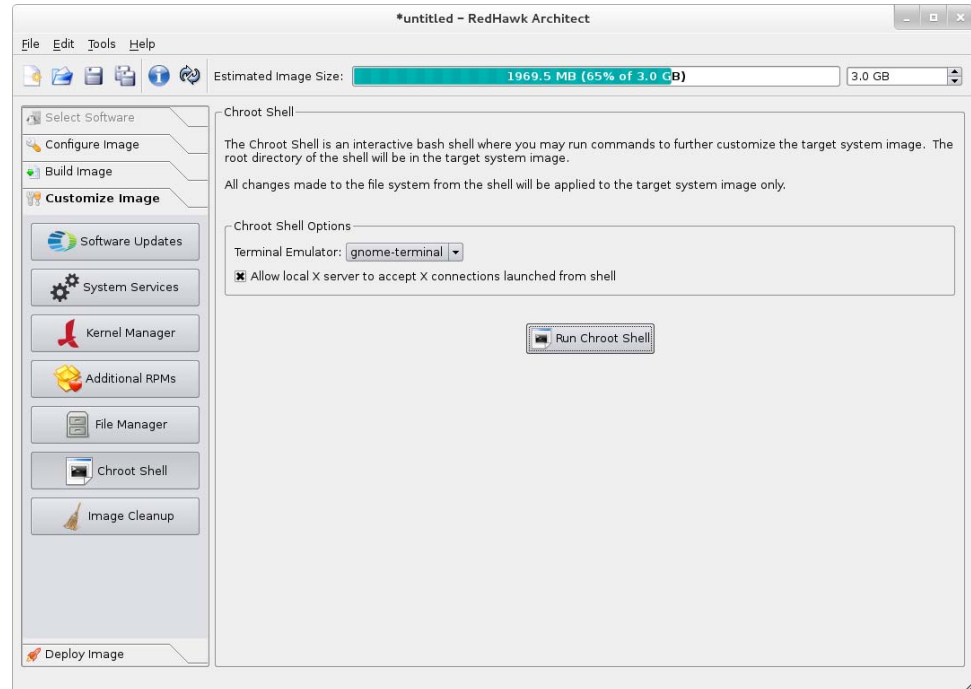 *untitled – RedHawk Architect
File Edit Tools Help
Estimated Image Size: 1969.5 MB (65% of 3.0 GB) 3.0 GB
Select Software
Configure Image
Build Image
Customize Image
Software Updates
System Services
Kernel Manager
Additional RPMs
File Manager
Chroot Shell
Image Cleanup
Deploy Image
Chroot Shell
The Chroot Shell is an interactive bash shell where you may run commands to further customize the target system image. The
root directory of the shell will be in the target system image.
All changes made to the file system from the shell will be applied to the target system image only.
Chroot Shell Options
Terminal Emulator: gnome-terminal
Allow local X server to accept X connections launched from shell
Run Chroot Shell